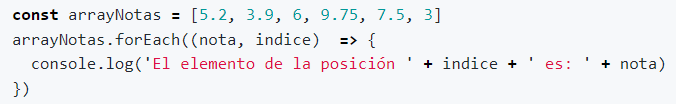 const arrayNotas = [5.2, 3.9, 6, 9.75, 7.5, 3]
arrayNotas.forEach((nota, indice)  => {
  console.log('El elemento de la posición ' + indice + ' es: ' + nota)
})